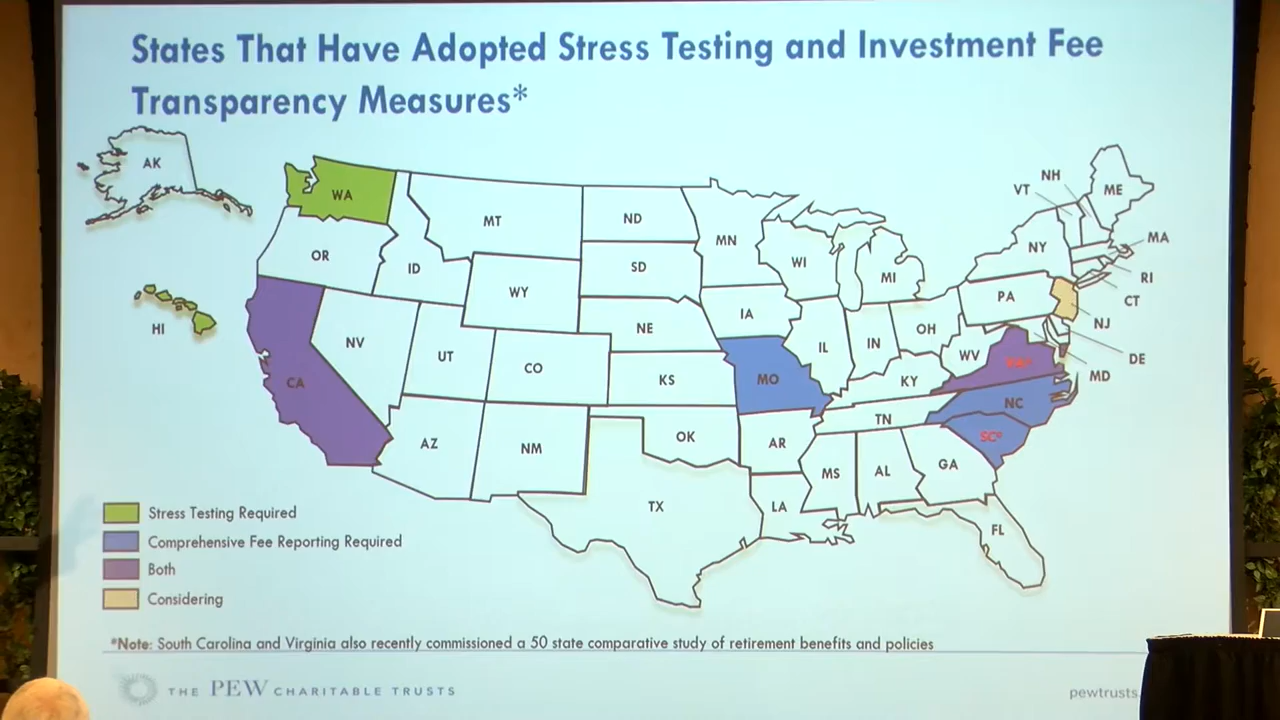 States That Have Adopted Stress Testing and Investment Fee
Transparency Measures*
AK
WA
MT
ND
MN
NH
VT
ME
OR
ID
SD
WI
MI
NY
MA
RI
CT
HI
WY
IA
PA
NJ
NV
UT
NE
IL
IN
OH
DE
CA
CO
KS
MO
WV
KY
MD
AZ
NM
OK
AR
TN
NC
SC*
TX
LA
MS
AL
GA
FL
Stress Testing Required
Comprehensive Fee Reporting Required
Both
Considering
*Note: South Carolina and Virginia also recently commissioned a 50 state comparative study of retirement benefits and policies
THE PEW CHARITABLE TRUSTS
pewtrusts.